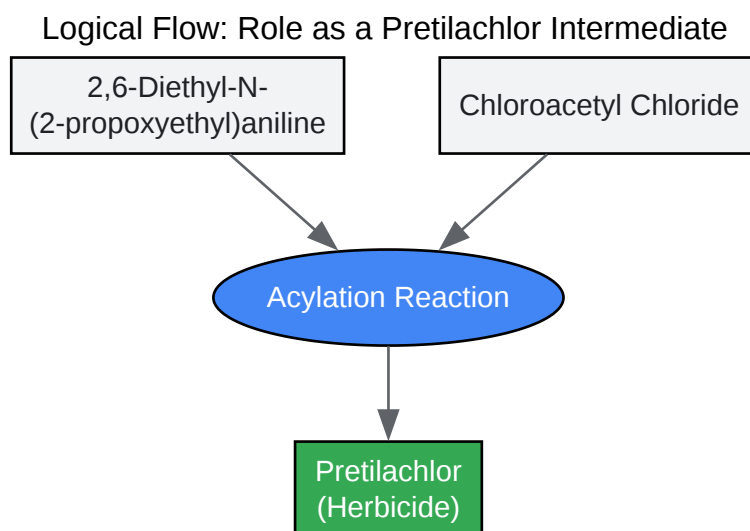 Logical Flow: Role as a Pretilachlor Intermediate
2,6-Diethyl-N-
(2-propoxyethyl)aniline
Chloroacetyl Chloride
Acylation Reaction
Pretilachlor
(Herbicide)